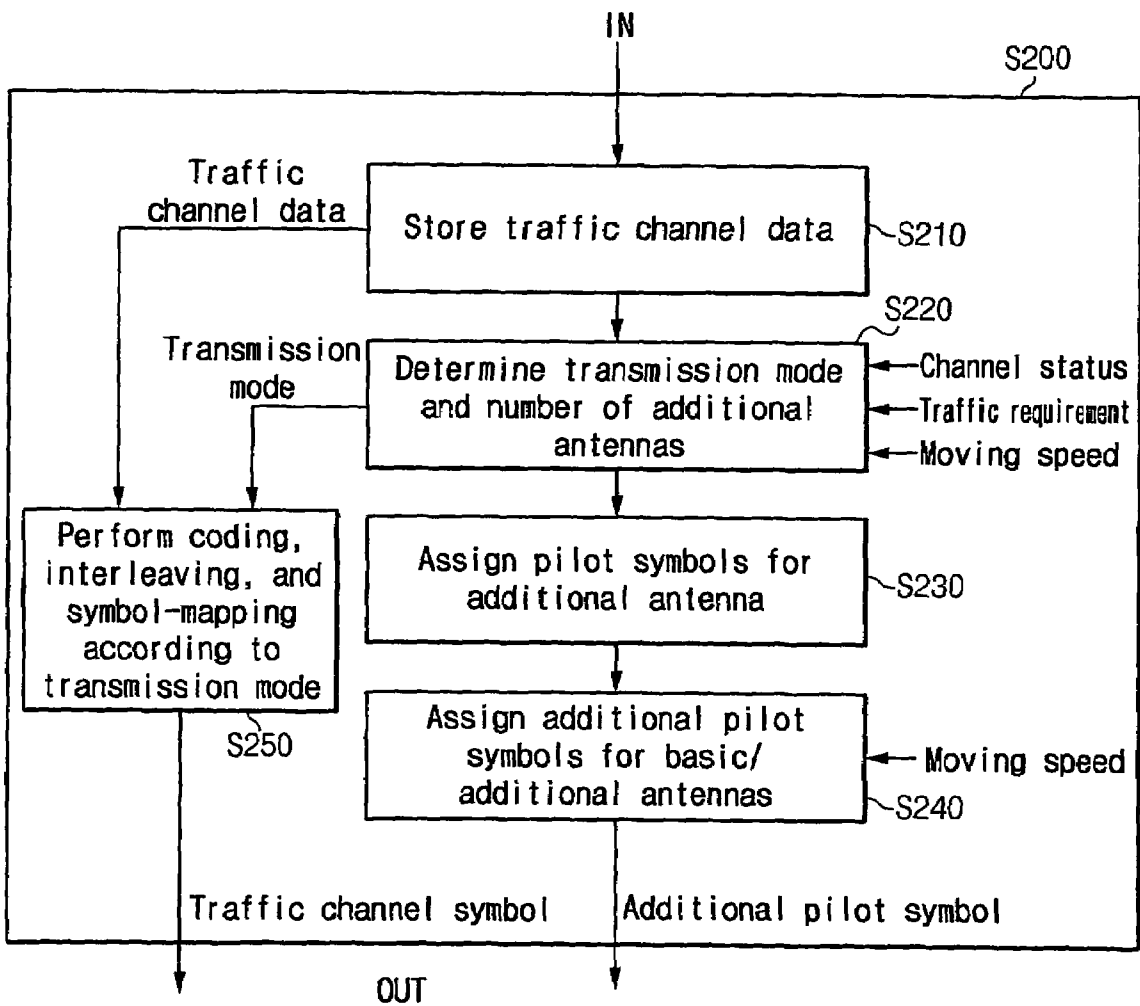 IN
S200
Traffic
channel data
Store traffic channel data
S210
S220
Transmission
mode
Determine transmission mode
and number of additional
antennas
Channel status
Traffic requirement
Moving speed
Perform coding,
interleaving, and
symbol-mapping
according to
transmission mode
S250
Assign pilot symbols for
additional antenna
S230
Assign additional pilot
symbols for basic/
additional antennas
Moving speed
S240
Traffic channel symbol
Additional pilot symbol
OUT